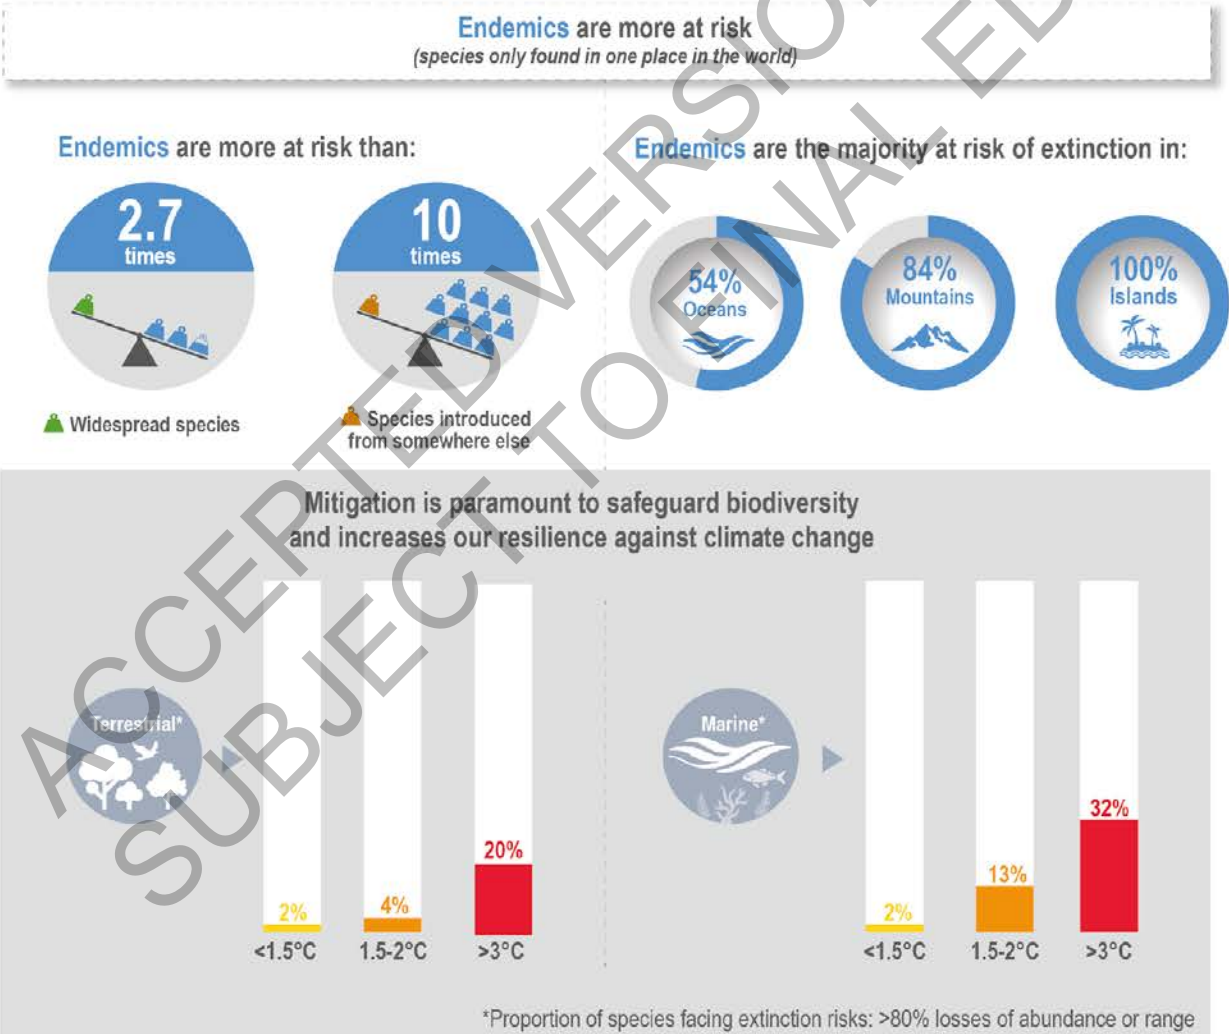 Endemics are more at risk
(species only found in one place in the world)
Endemics are more at risk than:
2.7
times
10
times
Widespread species
Species introduced
from somewhere else
Endemics are the majority at risk of extinction in:
54%
Oceans
84%
Mountains
100%
Islands
Mitigation is paramount to safeguard biodiversity
and increases our resilience against climate change
Terrestrial*
2%
4%
20%
<1.5°C
1.5-2°C
>3°C
Marine*
2%
13%
32%
<1.5°C
1.5-2°C
>3°C
*Proportion of species facing extinction risks: >80% losses of abundance or range
ACCEPTED VERSION
SUBJECT TO FINAL ED